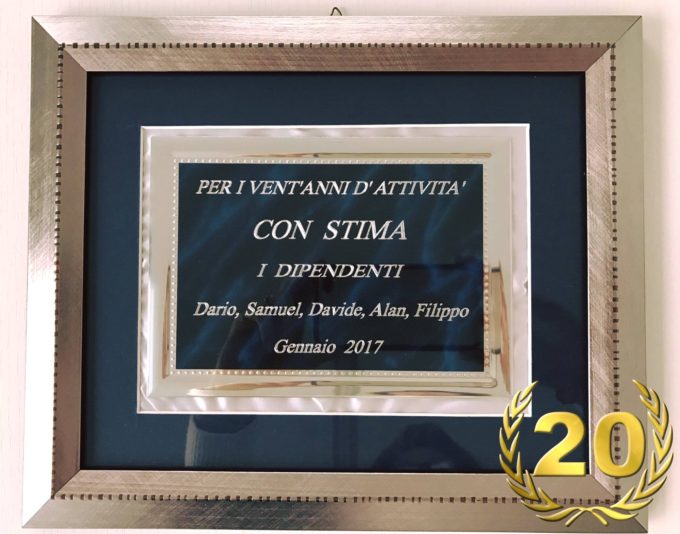 PER I VENT'ANNI D' ATTIVITA'
CON STIMA
I DIPENDENTI
Dario, Samuel, Davide, Alan, Filippo
Gennaio 2017
20